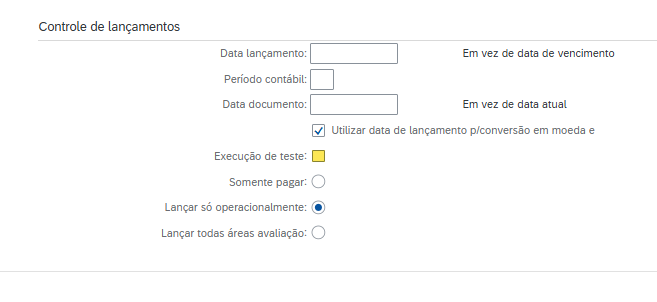 Controle de lançamentos
Data lançamento: Em vez de data de vencimento
Período contábil:
Data documento: Em vez de data atual
Utilizar data de lançamento p/conversão em moeda e
Execução de teste:
Somente pagar:
Lançar só operacionalmente:
Lançar todas áreas avaliação: